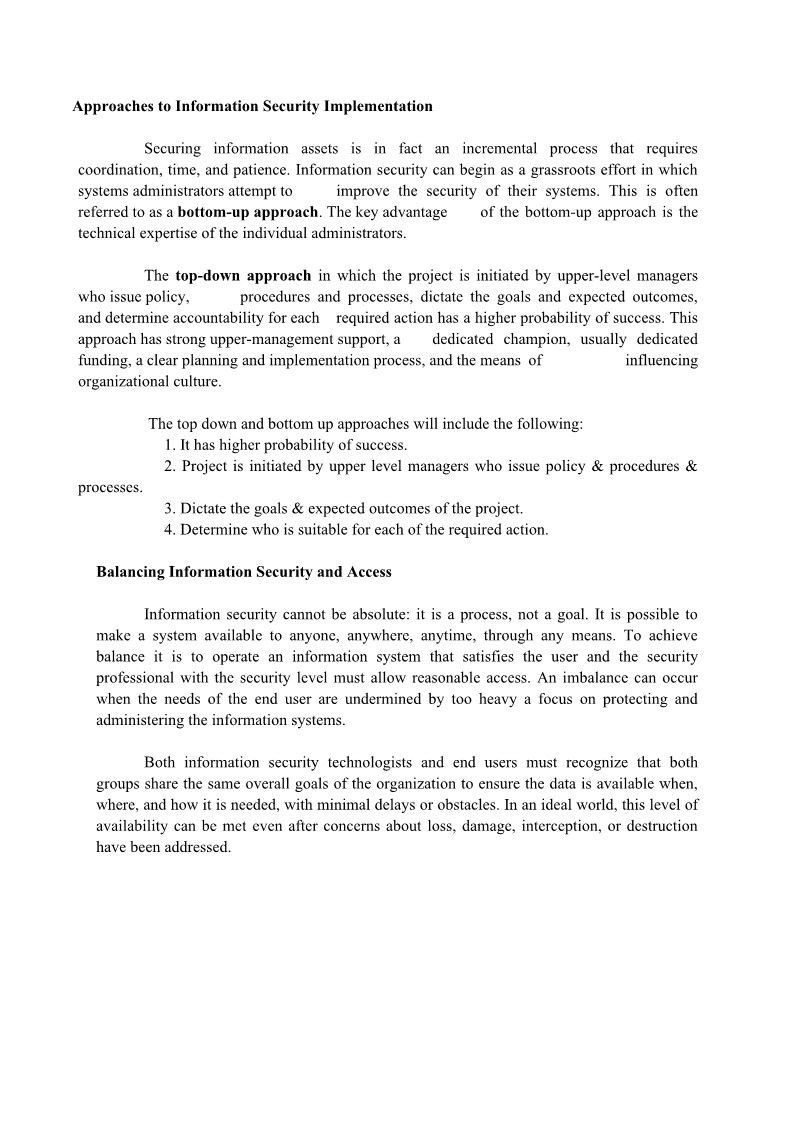 Approaches to Information Security Implementation
Securing information assets is in fact an incremental process that requires
coordination, time, and patience. Information security can begin as a grassroots effort in which
systems administrators attempt to improve the security of their systems. This is often
referred to as a bottom-up approach. The key advantage of the bottom-up approach is the
technical expertise of the individual administrators.
The top-down approach in which the project is initiated by upper-level managers
who issue policy, procedures and processes, dictate the goals and expected outcomes,
and determine accountability for each required action has a higher probability of success. This
approach has strong upper-management support, a dedicated champion, usually dedicated
funding, a clear planning and implementation process, and the means of influencing
organizational culture.
The top down and bottom up approaches will include the following:
1. It has higher probability of success.
2. Project is initiated by upper level managers who issue policy & procedures &
processes.
3. Dictate the goals & expected outcomes of the project.
4. Determine who is suitable for each of the required action.
Balancing Information Security and Access
Information security cannot be absolute: it is a process, not a goal. It is possible to
make a system available to anyone, anywhere, anytime, through any means. To achieve
balance it is to operate an information system that satisfies the user and the security
professional with the security level must allow reasonable access. An imbalance can occur
when the needs of the end user are undermined by too heavy a focus on protecting and
administering the information systems.
Both information security technologists and end users must recognize that both
groups share the same overall goals of the organization to ensure the data is available when,
where, and how it is needed, with minimal delays or obstacles. In an ideal world, this level of
availability can be met even after concerns about loss, damage, interception, or destruction
have been addressed.